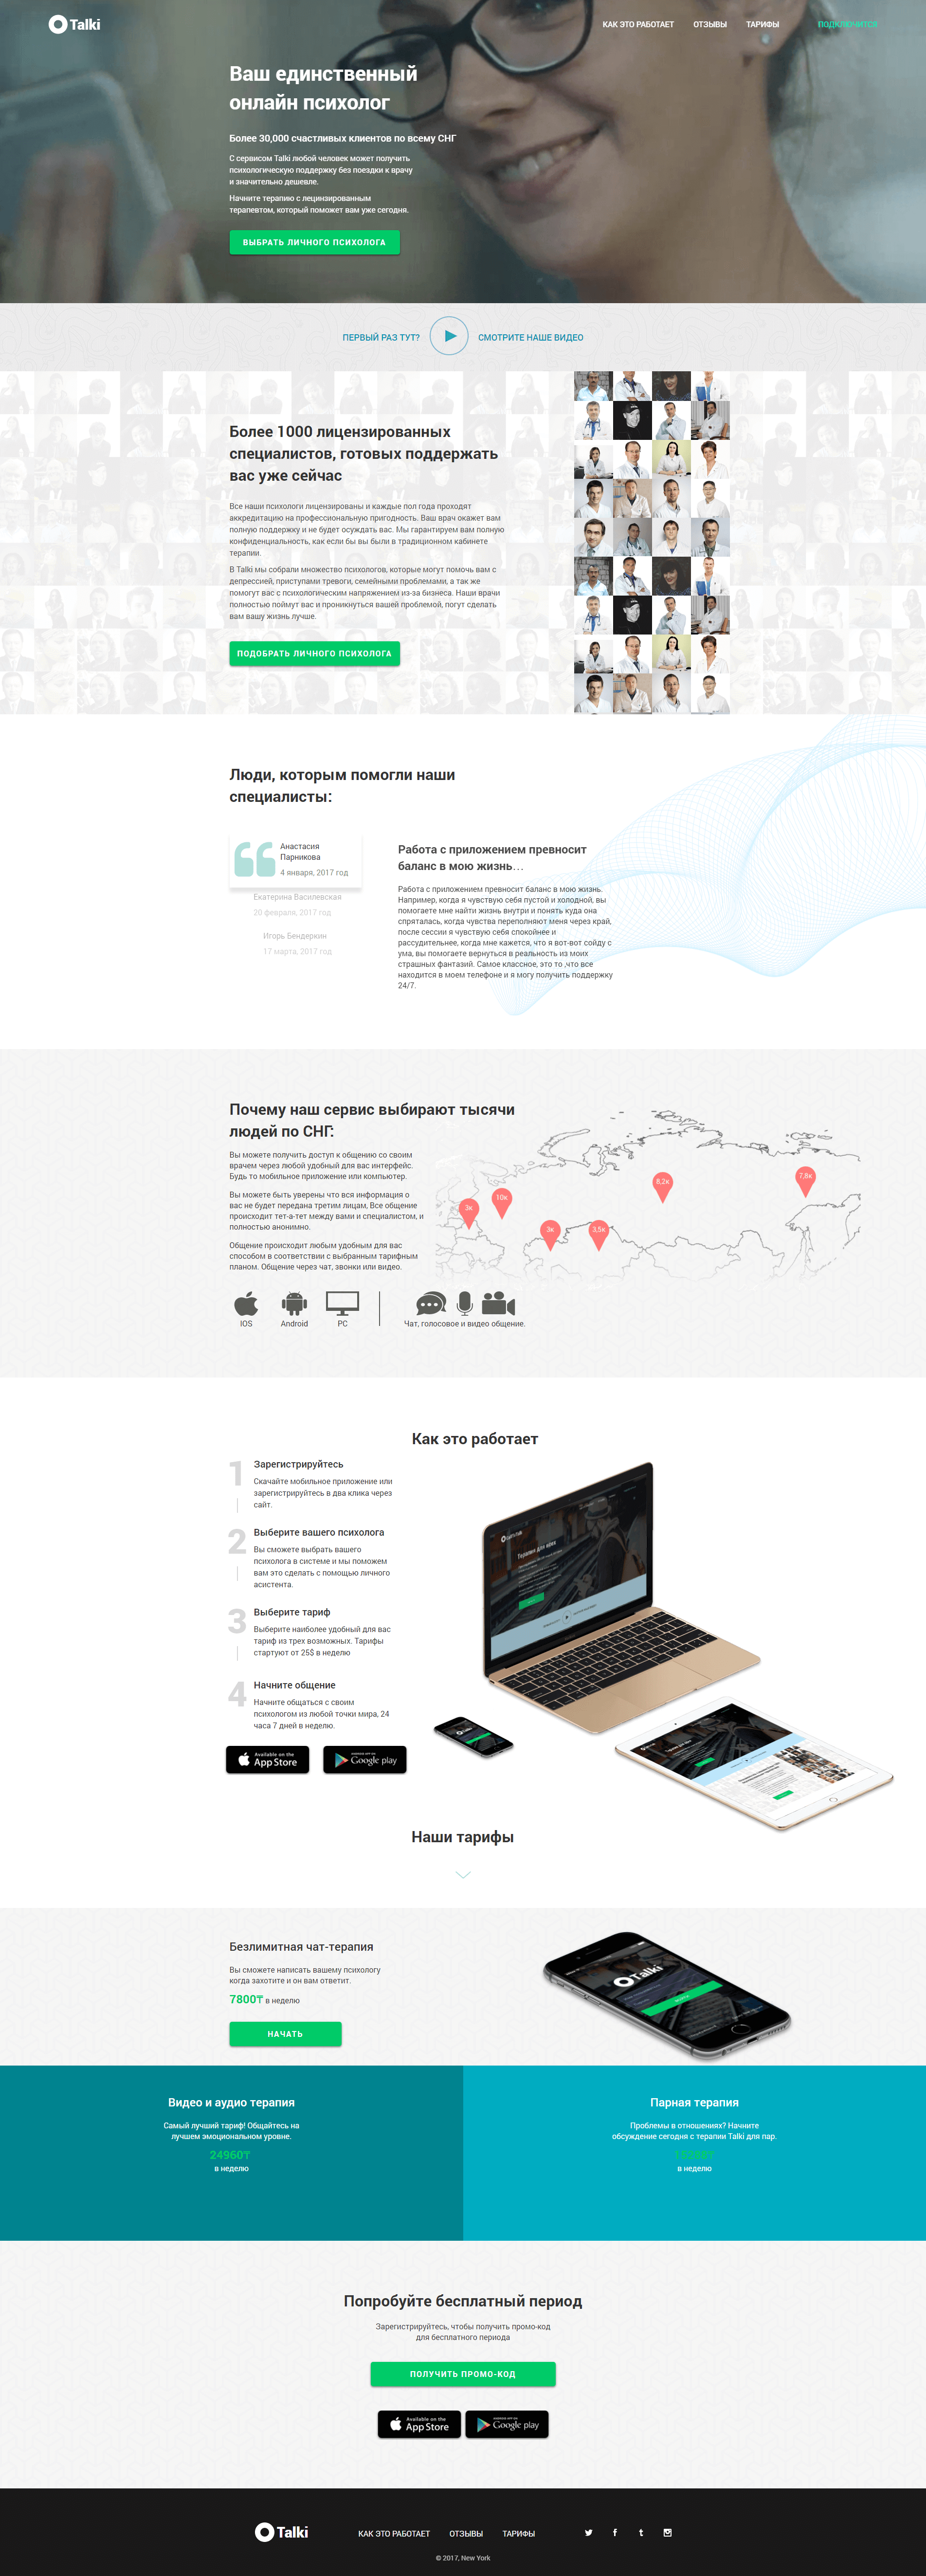 Talki
КАК ЭТО РАБОТАЕТ ОТЗЫВЫ ТАРИФЫ ПОДКЛЮЧИТСЯ
Ваш единственный
онлайн психолог
Более 30,000 счастливых клиентов по всему СНГ
С сервисом Talki любой человек может получить
психологическую поддержку без поездки к врачу
и значительно дешевле.
Начните терапию с лецинзированным
терапевтом, который поможет вам уже сегодня.
ВЫБРАТЬ ЛИЧНОГО ПСИХОЛОГА
ПЕРВЫЙ РАЗ ТУТ? СМОТРИТЕ НАШЕ ВИДЕО
Более 1000 лицензированных
специалистов, готовых поддержать
вас уже сейчас
Все наши психологи лицензированы и каждые пол года проходят
аккредитацию на профессиональную пригодность. Ваш врач окажет вам
полную поддержку и не будет осуждать вас. Мы гарантируем вам полную
конфиденциальность, как если бы вы были в традиционном кабинете
терапии.
В Talki мы собрали множество психологов, которые могут помочь вам с
депрессией, приступами тревоги, семейными проблемами, а так же
помогут вас с психологическим напряжением из-за бизнеса. Наши врачи
полностью поймут вас и проникнуться вашей проблемой, могут сделать
вам вашу жизнь лучше.
ПОДОБРАТЬ ЛИЧНОГО ПСИХОЛОГА
Люди, которым помогли наши
специалисты:
Анастасия
Парникова
4 января, 2017 год
Екатерина Василевская
20 февраля, 2017 год
Игорь Бендеркин
17 марта, 2017 год
Работа с приложением превносит
баланс в мою жизнь...
Работа с приложением превносит баланс в мою жизнь.
Например, когда я чувствую себя пустой и холодной, вы
помогаете мне найти жизнь внутри и понять куда она
спряталась, когда чувства переполняют меня через край,
после сессии я чувствую себя спокойнее и
рассудительнее, когда мне кажется, что я вот-вот сойду с
ума, вы помогаете вернуться в реальность из моих
страшных фантазий. Самое классное, это то ,что все
находится в моем телефоне и я могу получить поддержку
24/7.
Почему наш сервис выбирают тысячи
людей по СНГ:
Вы можете получить доступ к общению со своим
врачем через любой удобный для вас интерфейс.
Будь то мобильное приложение или компьютер.
Вы можете быть уверены что вся информация о
вас не будет передана третим лицам, Все общение
происходит тет-а-тет между вами и специалистом, и
полностью анонимно.
Общение происходит любым удобным для вас
способом в соответствии с выбранным тарифным
планом. Общение через чат, звонки или видео.
3к
10к
3к
3,5к
8,2к
7,8к
IOS Android PC Чат, голосовое и видео общение.
Как это работает
1 Зарегистрируйтесь
Скачайте мобильное приложение или
зарегистрируйтесь в два клика через
сайт.
2 Выберите вашего психолога
Вы сможете выбрать вашего
психолога в системе и мы поможем
вам это сделать с помощью личного
асистента.
3 Выберите тариф
Выберите наиболее удобный для вас
тариф из трех возможных. Тарифы
стартуют от 25$ в неделю
4 Начните общение
Начните общаться с своим
психологом из любой точки мира, 24
часа 7 дней в неделю.
Терапия для всех
Available on the
App Store
ANDROID APP ON
Google play
Наши тарифы
Безлимитная чат-терапия
Вы сможете написать вашему психологу
когда захотите и он вам ответит.
7800₸ в неделю
НАЧАТЬ
Talki
Видео и аудио терапия
Самый лучший тариф! Общайтесь на
лучшем эмоциональном уровне.
24960₸
в неделю
Парная терапия
Проблемы в отношениях? Начните
обсуждение сегодня с терапии Talki для пар.
в неделю
Попробуйте бесплатный период
Зарегистрируйтесь, чтобы получить промо-код
для бесплатного периода
ПОЛУЧИТЬ ПРОМО-КОД
Available on the
App Store
ANDROID APP ON
Google play
Talki
КАК ЭТО РАБОТАЕТ ОТЗЫВЫ ТАРИФЫ
© 2017, New York